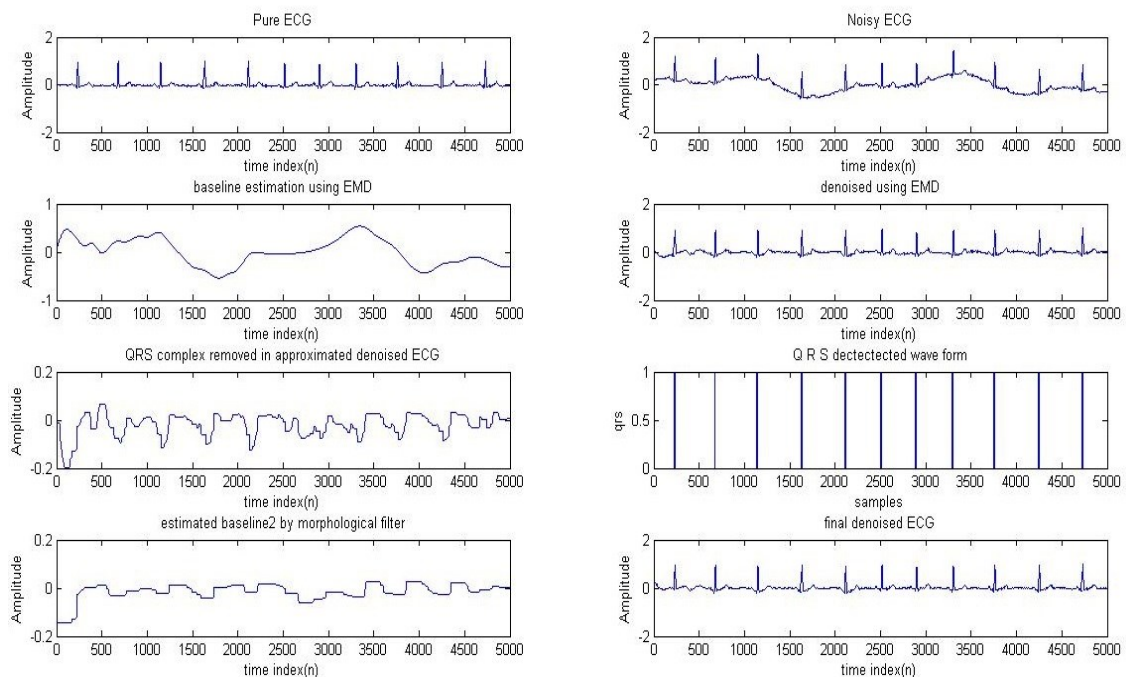 Pure ECG
2
0
-2
Amplitude
0 500 1000 1500 2000 2500 3000 3500 4000 4500 5000
time index(n)
Noisy ECG
2
0
-2
Amplitude
0 500 1000 1500 2000 2500 3000 3500 4000 4500 5000
time index(n)
baseline estimation using EMD
1
0
-1
Amplitude
0 500 1000 1500 2000 2500 3000 3500 4000 4500 5000
time index(n)
denoised using EMD
2
0
-2
Amplitude
0 500 1000 1500 2000 2500 3000 3500 4000 4500 5000
time index(n)
QRS complex removed in approximated denoised ECG
0.2
0
-0.2
Amplitude
0 500 1000 1500 2000 2500 3000 3500 4000 4500 5000
time index(n)
Q R S dectectected wave form
1
0.5
0
qrs
0 500 1000 1500 2000 2500 3000 3500 4000 4500 5000
samples
estimated baseline2 by morphological filter
0.2
0
-0.2
Amplitude
0 500 1000 1500 2000 2500 3000 3500 4000 4500 5000
time index(n)
final denoised ECG
2
0
-2
Amplitude
0 500 1000 1500 2000 2500 3000 3500 4000 4500 5000
time index(n)